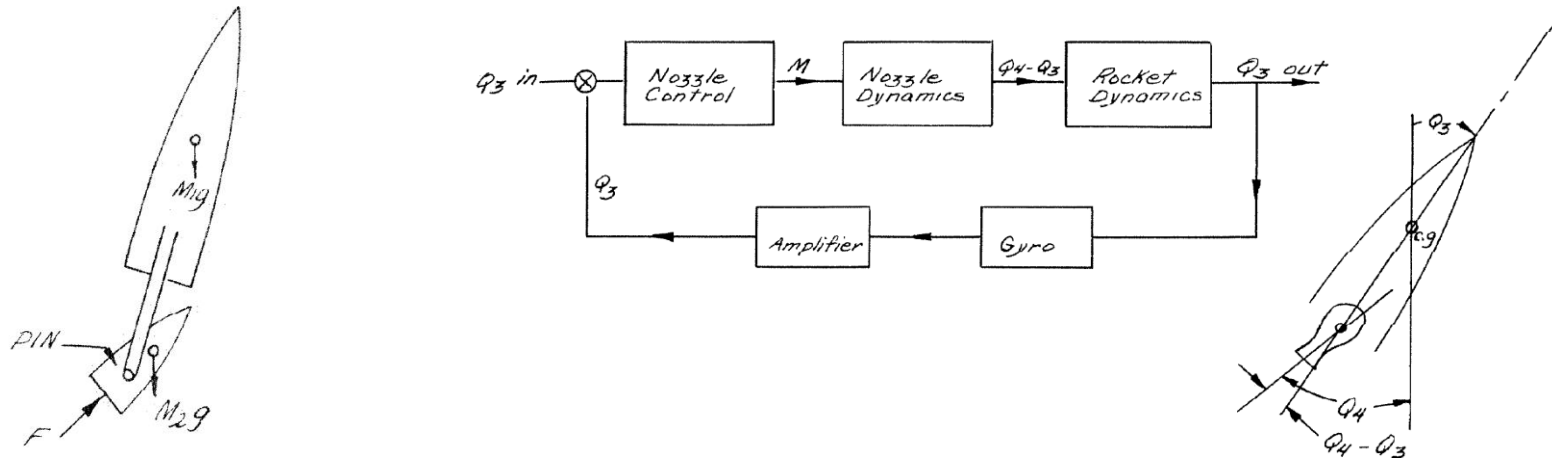 M1g
PIN
M2g
F
Q3 in
Nozzle
Control
M
Nozzle
Dynamics
Q4-Q3
Rocket
Dynamics
Q3 out
Q3
Amplifier
Gyro
Q3
c.g
Q4
Q4-Q3